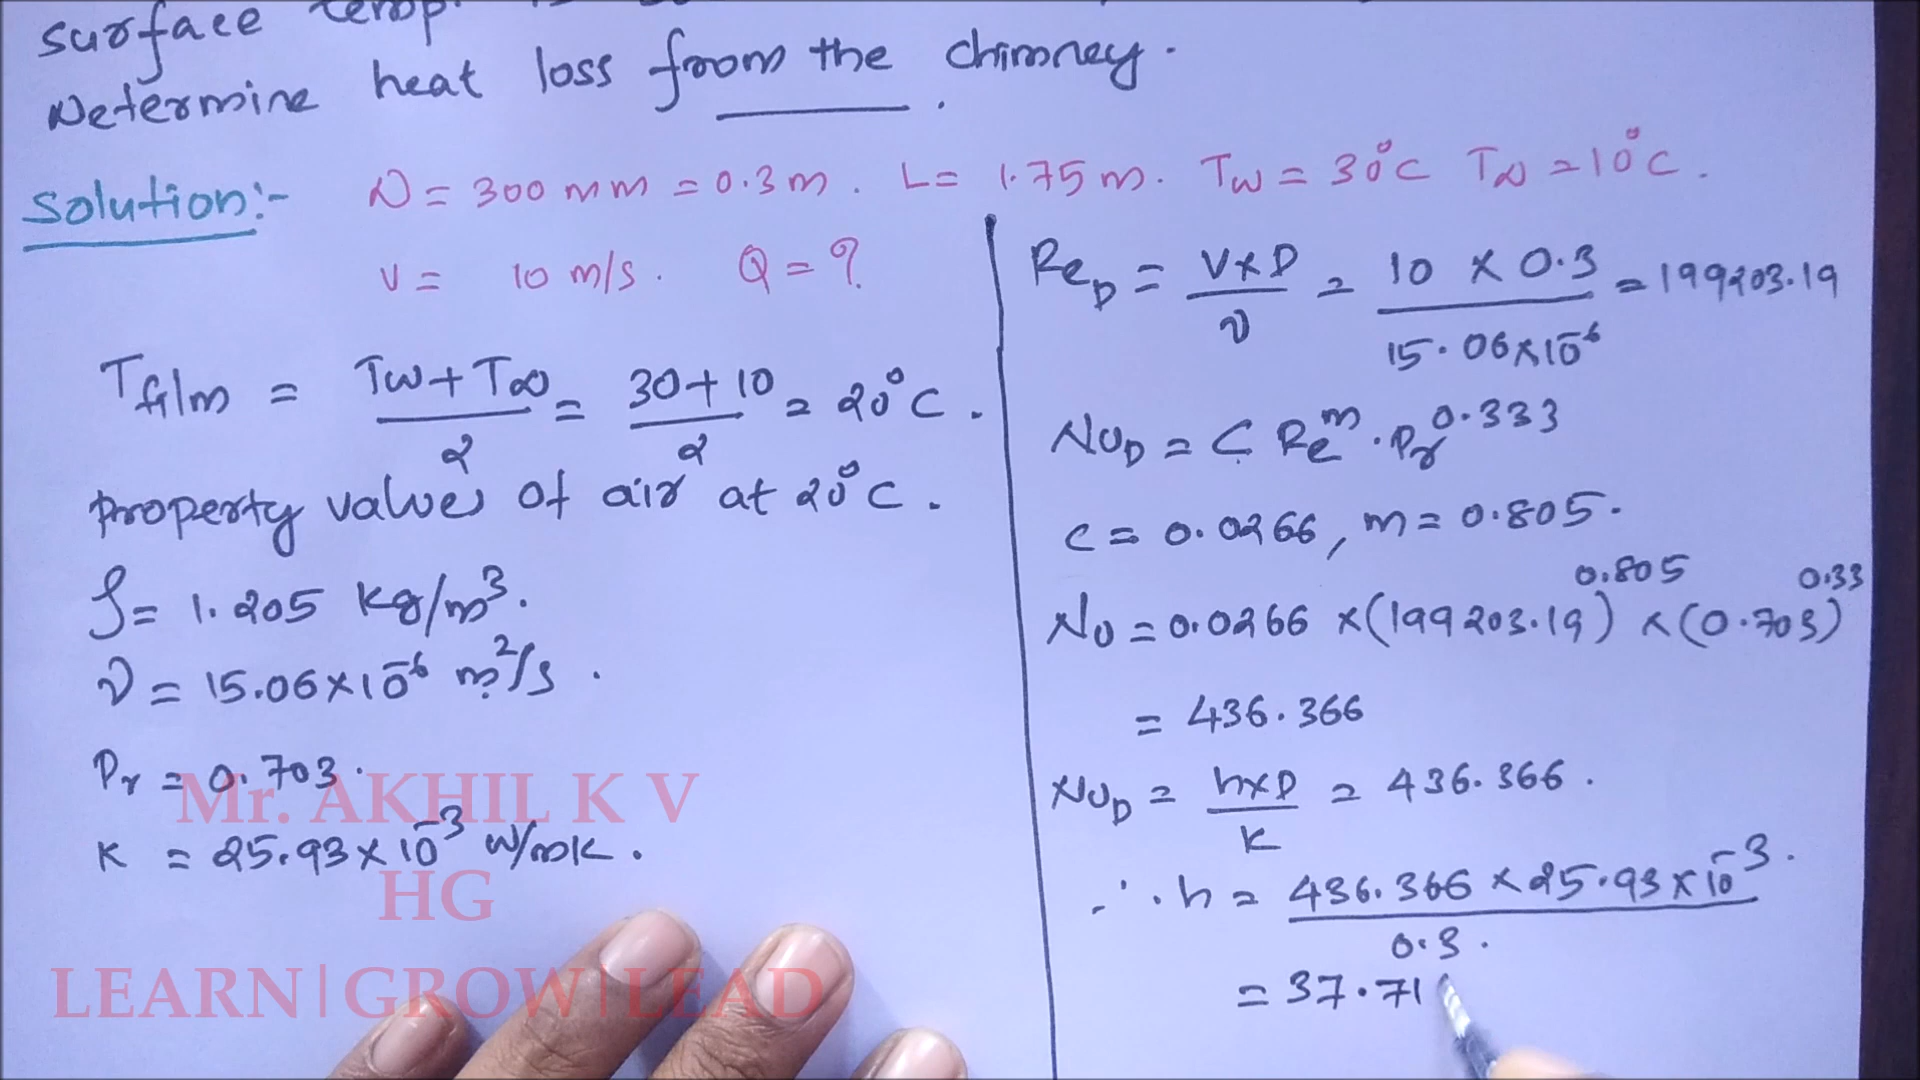 surface temp.
Determine heat loss from the chimney.
Solution:- D = 300 mm = 0.3 m. L = 1.75 m. Tw = 30°C T∞ = 10°C.
V = 10 m/s. Q = ?
T film = Tw + T∞ / 2 = 30 + 10 / 2 = 20°C.
Property values of air at 20°C.
ρ = 1.205 kg/m³.
ν = 15.06 × 10⁻⁶ m²/s.
Pr = 0.703.
K = 25.93 × 10⁻³ W/mK.
Re_D = V × D / ν = 10 × 0.3 / 15.06 × 10⁻⁶ = 199203.19
Nu_D = C Re^m . Pr^0.333
C = 0.0266, m = 0.805.
Nu = 0.0266 × (199203.19)^0.805 × (0.703)^0.33
= 436.366
Nu_D = h × D / K = 436.366.
∴ h = 436.366 × 25.93 × 10⁻³ / 0.3.
= 37.71
Mr. AKHIL K V
HG
LEARN|GROW|LEAD